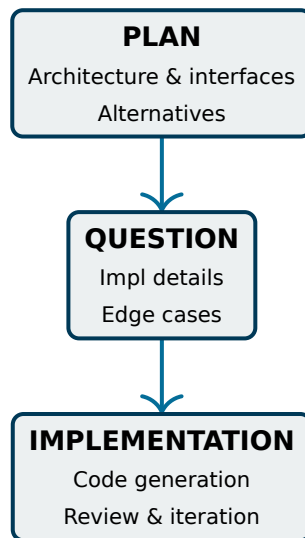 PLAN
Architecture & interfaces
Alternatives
QUESTION
Impl details
Edge cases
IMPLEMENTATION
Code generation
Review & iteration